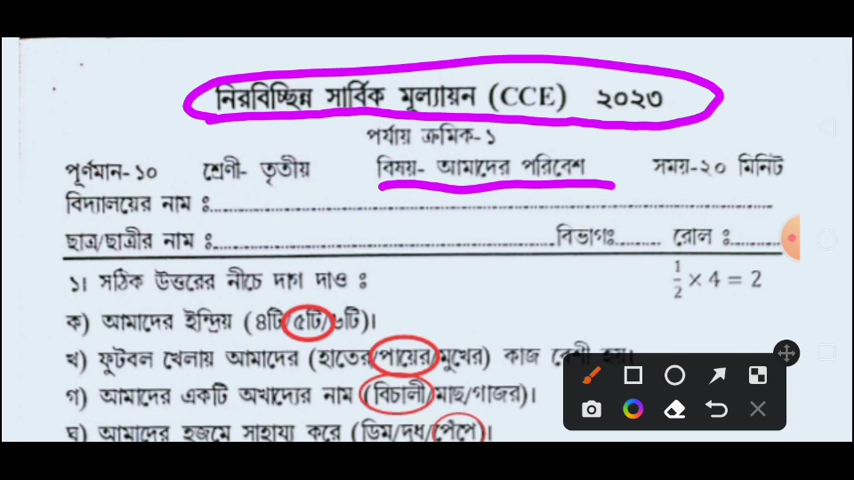 নিরবিচ্ছিন্ন সার্বিক মূল্যায়ন (CCE) ২০২৩
পর্যায় ক্রমিক-১
পূর্ণমান-১০ শ্রেণী- তৃতীয় বিষয়- আমাদের পরিবেশ সময়-২০ মিনিট
বিদ্যালয়ের নাম :
ছাত্র/ছাত্রীর নাম : বিভাগঃ রোল :
১। সঠিক উত্তরের নীচে দাগ দাও : 1/2 × 4 = 2
ক) আমাদের ইন্দ্রিয় (৪টি/৫টি/৬টি)।
খ) ফুটবল খেলায় আমাদের (হাতের/পায়ের/মুখের) কাজ বেশী হয়।
গ) আমাদের একটি অখাদ্যের নাম (বিচালী/মাছ/গাজর)।
ঘ) আমাদের হজমে সাহায্য করে (ডিম/দুধ/পেঁপে)।